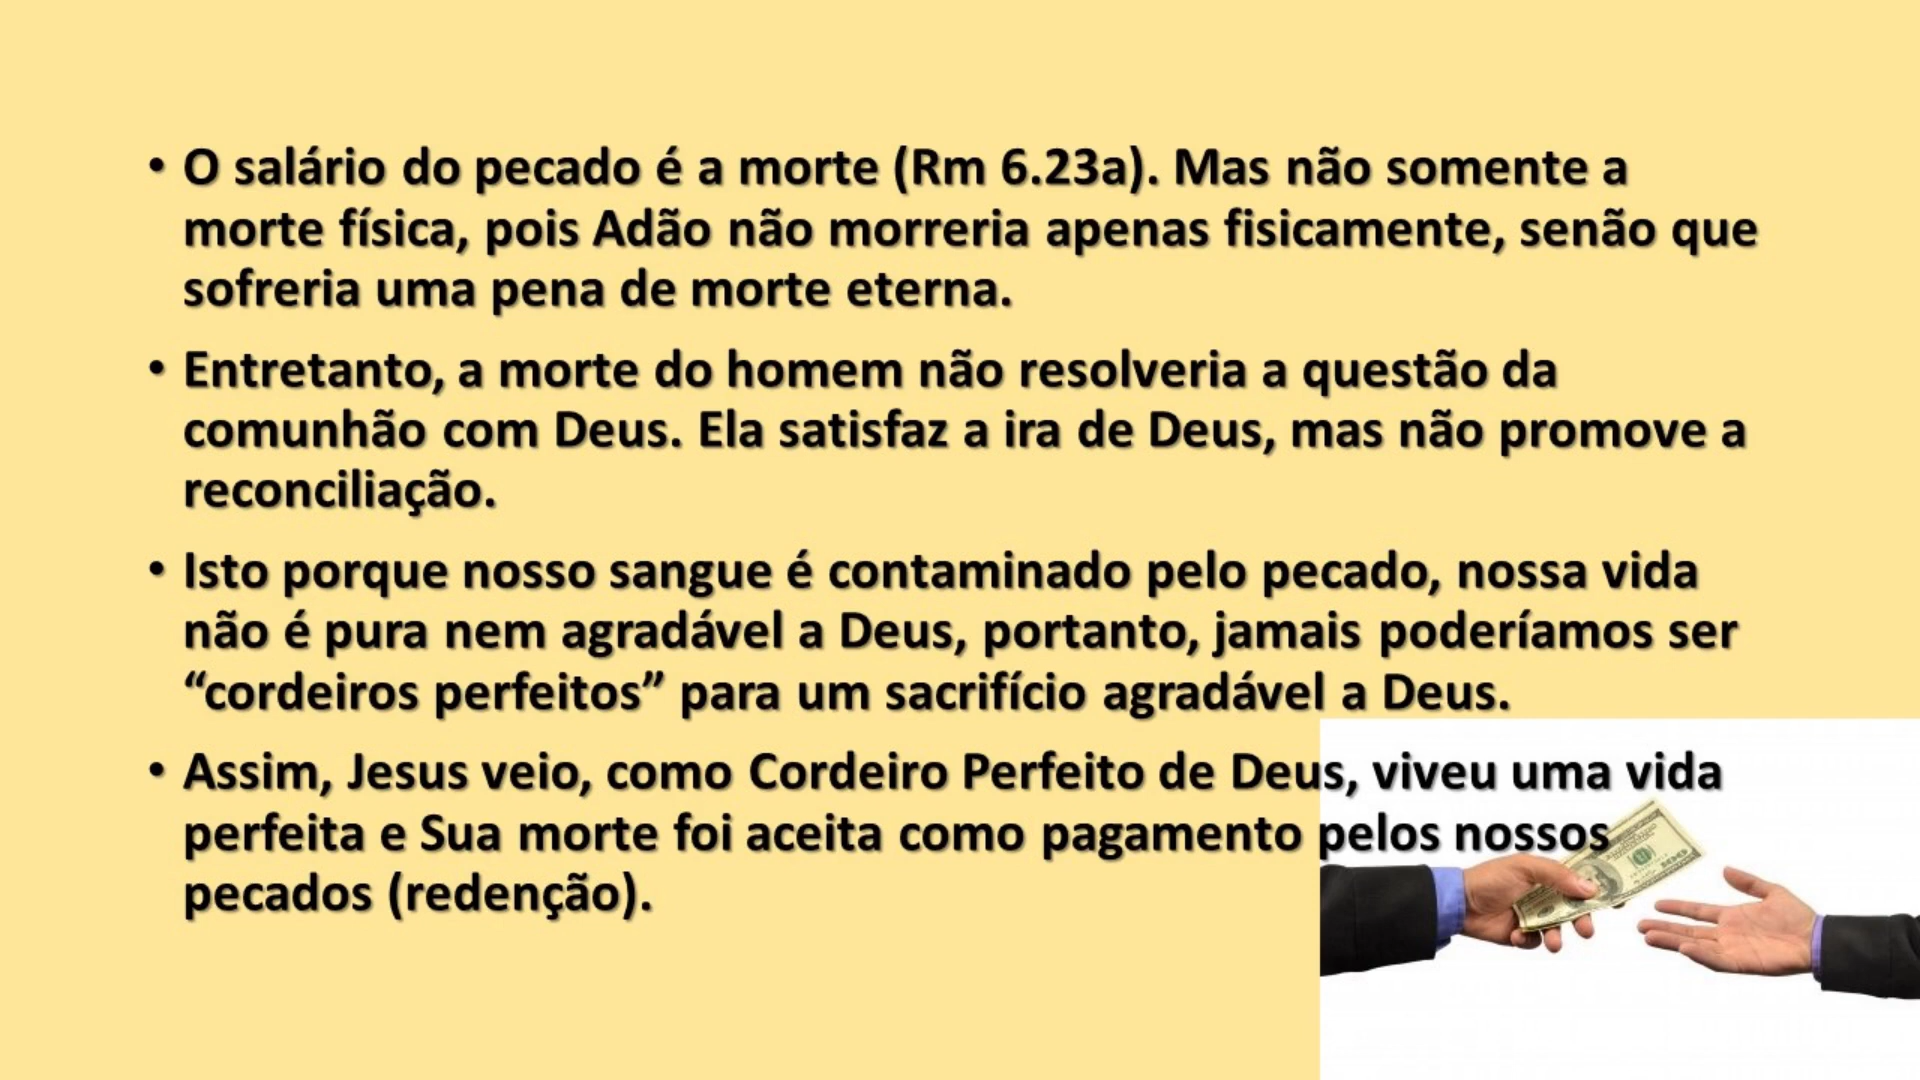 • O salário do pecado é a morte (Rm 6.23a). Mas não somente a
morte física, pois Adão não morreria apenas fisicamente, senão que
sofreria uma pena de morte eterna.
• Entretanto, a morte do homem não resolveria a questão da
comunhão com Deus. Ela satisfaz a ira de Deus, mas não promove a
reconciliação.
• Isto porque nosso sangue é contaminado pelo pecado, nossa vida
não é pura nem agradável a Deus, portanto, jamais poderíamos ser
“cordeiros perfeitos” para um sacrifício agradável a Deus.
• Assim, Jesus veio, como Cordeiro Perfeito de Deus, viveu uma vida
perfeita e Sua morte foi aceita como pagamento pelos nossos
pecados (redenção).
100